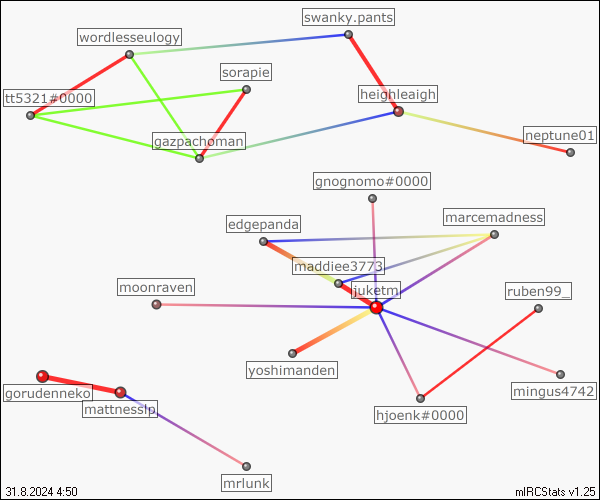 swanky.pants
wordlesseulogy
sorapie
heighleaigh
tt5321#0000
neptune01
gazpachoman
gnognomo#0000
marcemadness
edgepanda
maddiee3773
moonraven
juketm
ruben99_
yoshimanden
gorudenneko
mingus4742
mattnesslp
hjoenk#0000
mrlunk
31.8.2024 4:50
mIRCStats v1.25